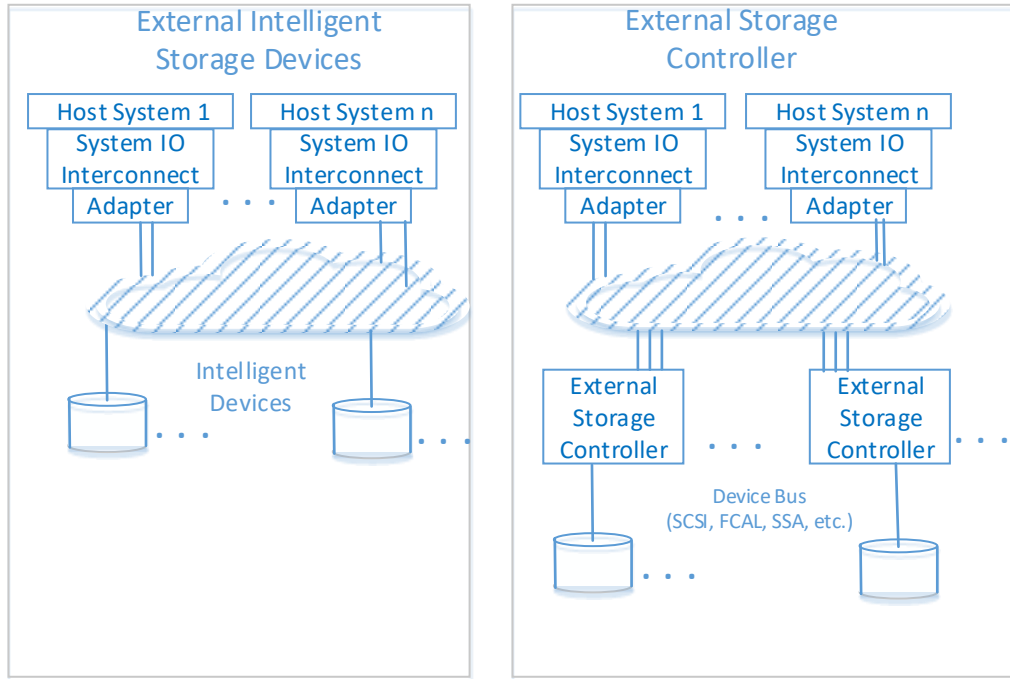 External Intelligent
Storage Devices
Host System 1
Host System n
System IO
Interconnect
System IO
Interconnect
Adapter
Adapter
. . .
Intelligent
Devices
. . .
. . .
External Storage
Controller
Host System 1
Host System n
System IO
Interconnect
System IO
Interconnect
Adapter
Adapter
. . .
External
Storage
Controller
External
Storage
Controller
. . .
. . .
Device Bus
(SCSI, FCAL, SSA, etc.)
. . .